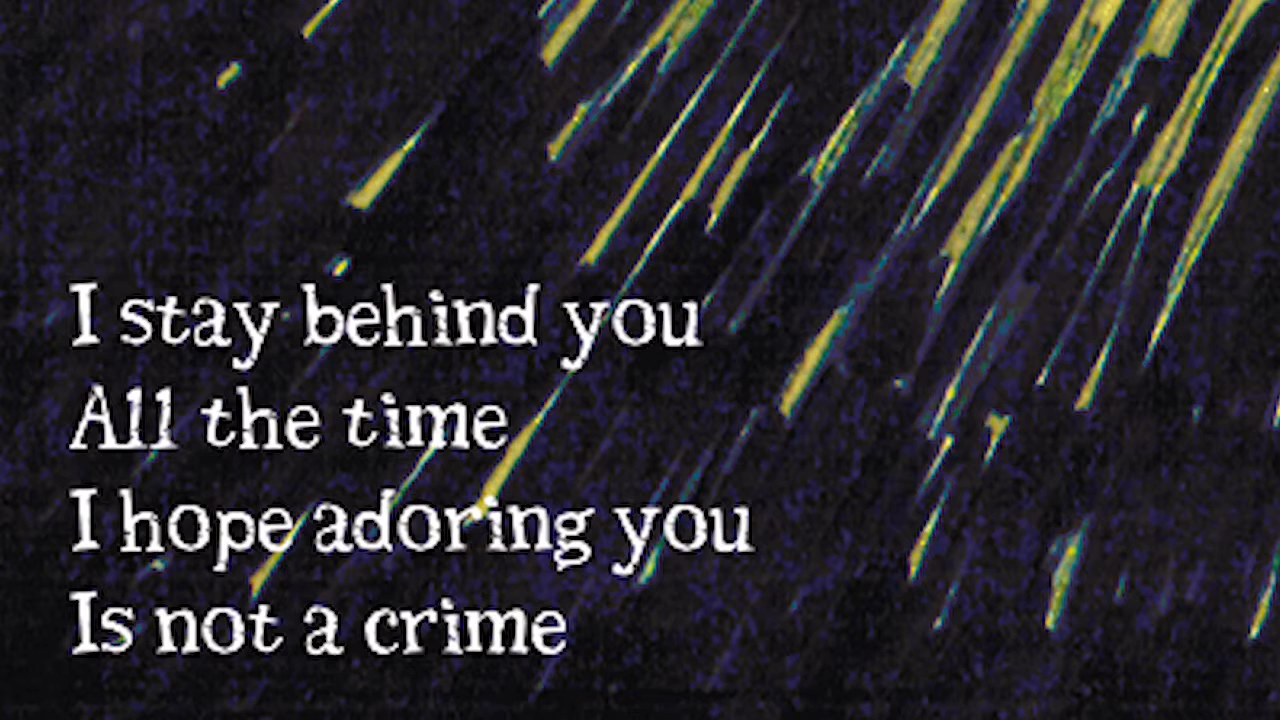 I stay behind you
All the time
I hope adoring you
Is not a crime